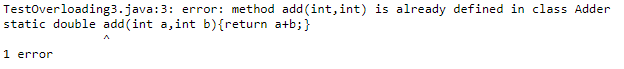 TestOverloading3.java:3: error: method add(int,int) is already defined in class Adder
static double add(int a,int b){return a+b;}
^
1 error